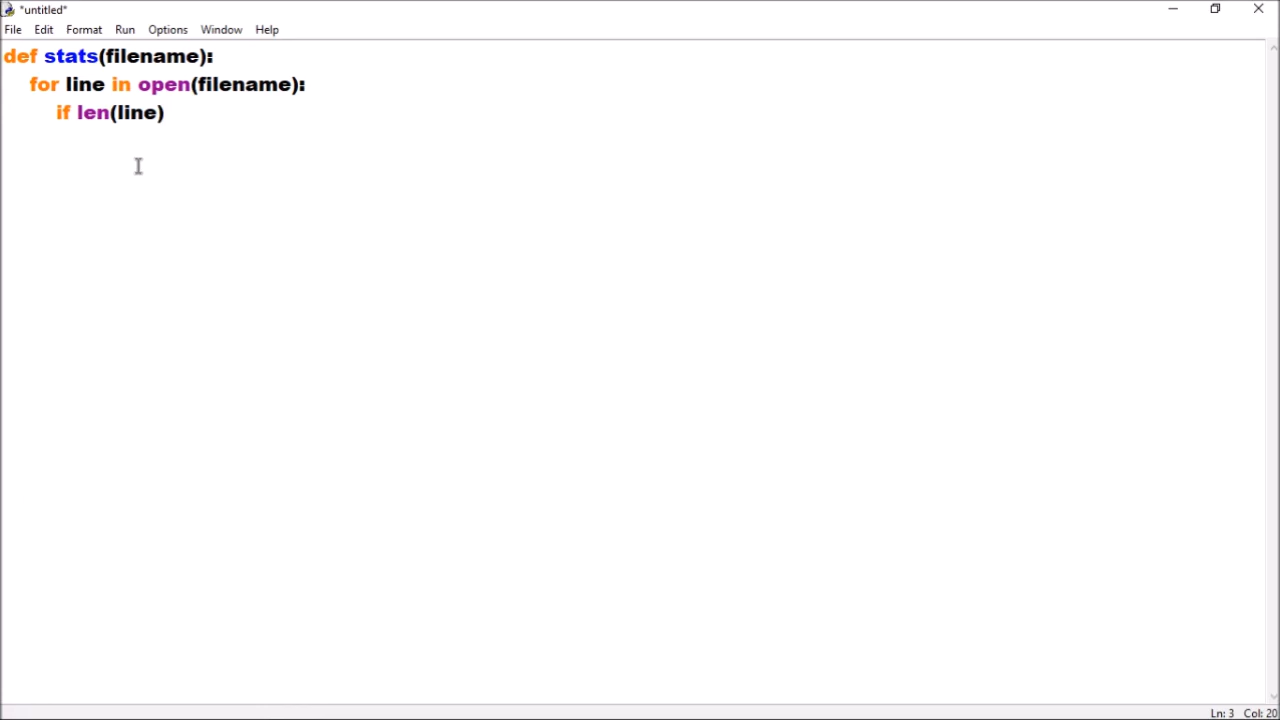 *untitled*
File Edit Format Run Options Window Help
def stats(filename):
    for line in open(filename):
        if len(line)
Ln: 3 Col: 20